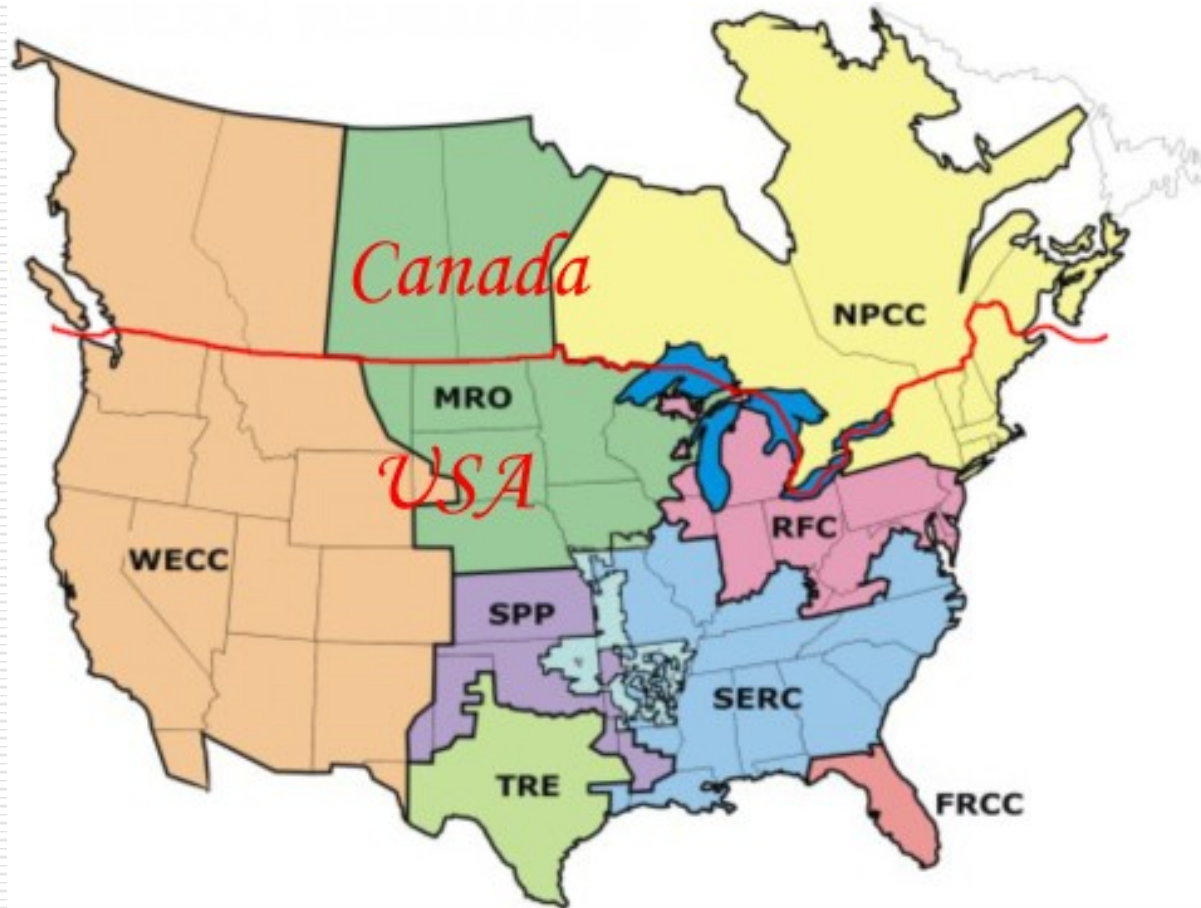 Canada
NPCC
MRO
USA
RFC
WECC
SPP
SERC
TRE
FRCC